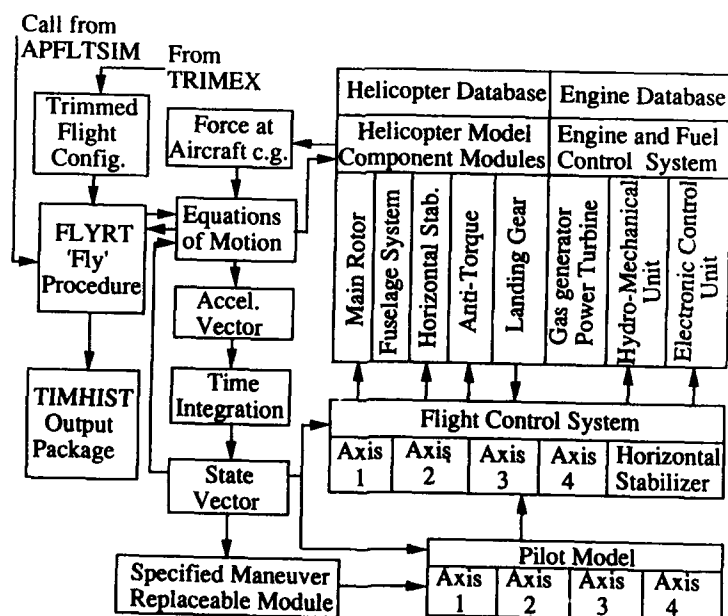 Call from
APFLTSIM
From
TRIMEX
Trimmed
Flight
Config.
FLYRT
'Fly'
Procedure
TIMHIST
Output
Package
Force at
Aircraft c.g.
Equations
of Motion
Accel.
Vector
Time
Integration
State
Vector
Specified Maneuver
Replaceable Module
Helicopter Database
Engine Database
Helicopter Model
Component Modules
Engine and Fuel
Control System
Main Rotor
Fuselage System
Horizontal Stab.
Anti-Torque
Landing Gear
Gas generator
Power Turbine
Hydro-Mechanical
Unit
Electronic Control
Unit
Flight Control System
Axis
1
Axis
2
Axis
3
Axis
4
Horizontal
Stabilizer
Pilot Model
Axis
1
Axis
2
Axis
3
Axis
4